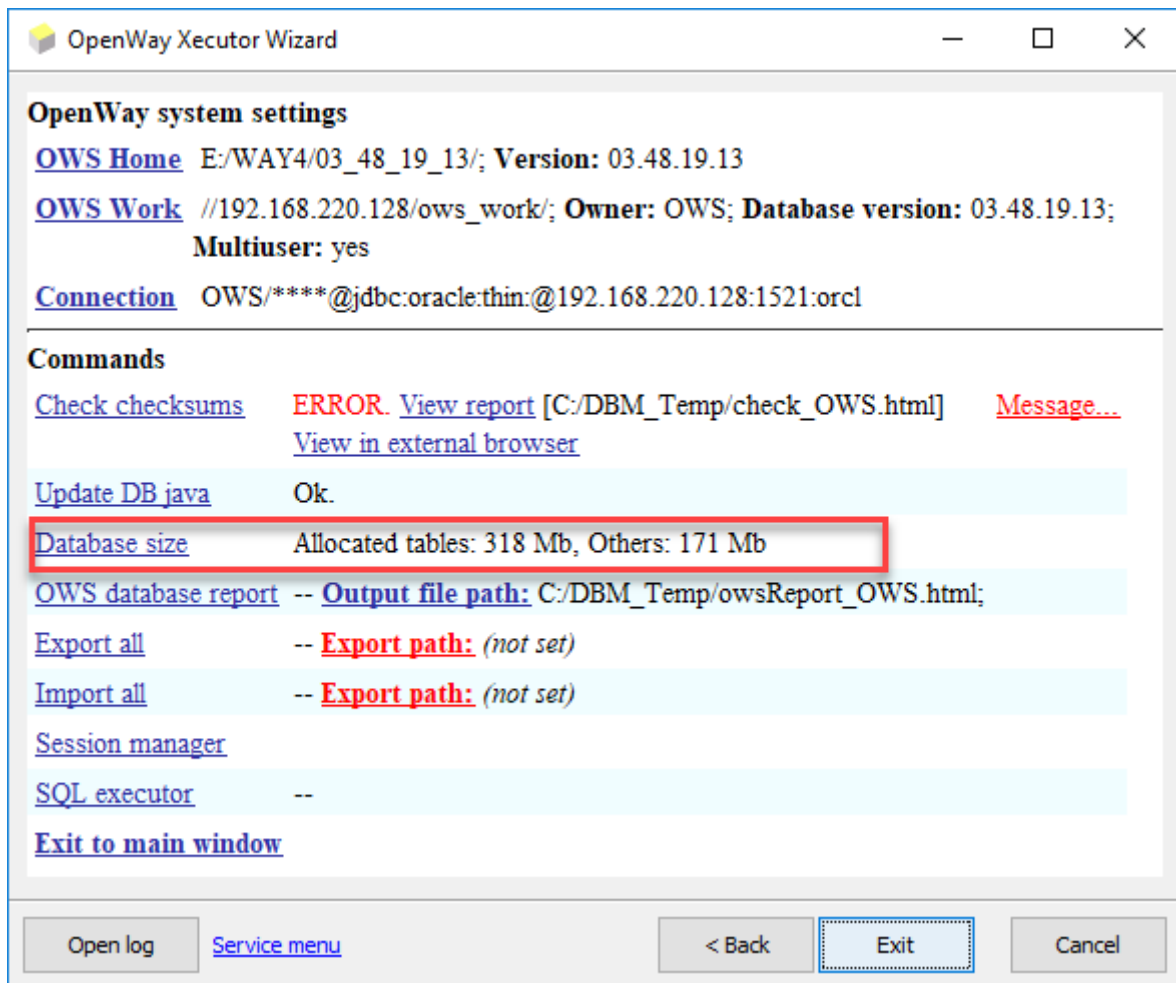 OpenWay Xecutor Wizard
OpenWay system settings
OWS Home E:/WAY4/03_48_19_13/; Version: 03.48.19.13
OWS Work //192.168.220.128/ows_work/; Owner: OWS; Database version: 03.48.19.13;
Multiuser: yes
Connection OWS/****@jdbc:oracle:thin:@192.168.220.128:1521:orcl
Commands
Check checksums ERROR. View report [C:/DBM_Temp/check_OWS.html] Message...
View in external browser
Update DB java Ok.
Database size Allocated tables: 318 Mb, Others: 171 Mb
OWS database report -- Output file path: C:/DBM_Temp/owsReport_OWS.html;
Export all -- Export path: (not set)
Import all -- Export path: (not set)
Session manager
SQL executor --
Exit to main window
Open log Service menu < Back Exit Cancel